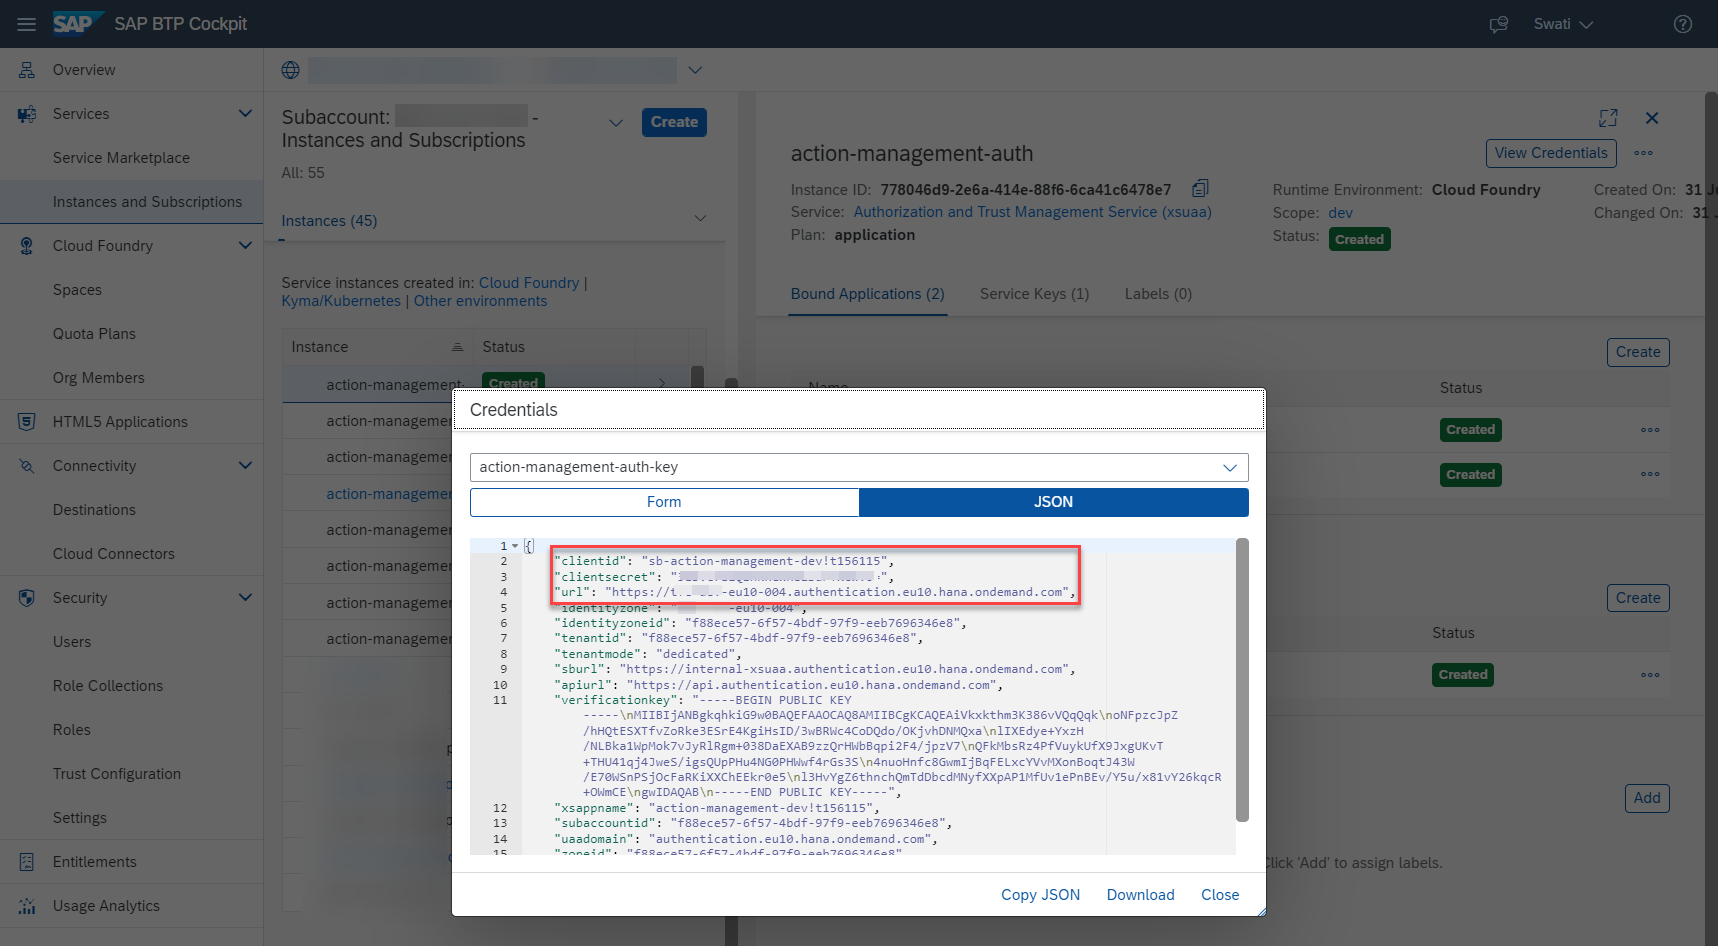 SAP SAP BTP Cockpit
Swati
Overview
Services
Service Marketplace
Instances and Subscriptions
Cloud Foundry
Spaces
Quota Plans
Org Members
HTML5 Applications
Connectivity
Destinations
Cloud Connectors
Security
Users
Role Collections
Roles
Trust Configuration
Settings
Entitlements
Usage Analytics
Subaccount: -
Instances and Subscriptions
Create
All: 55
Instances (45)
Service instances created in: Cloud Foundry |
Kyma/Kubernetes | Other environments
Instance Status
action-management- Created
action-managemen
action-managemen
action-managemen
action-managemen
action-managemen
action-managemen
action-managemen
action-management-auth
View Credentials
Instance ID: 778046d9-2e6a-414e-88f6-6ca41c6478e7
Service: Authorization and Trust Management Service (xsuaa)
Plan: application
Runtime Environment: Cloud Foundry
Scope: dev
Status: Created
Created On: 31 J
Changed On: 31
Bound Applications (2) Service Keys (1) Labels (0)
Create
Name Status
Created
Created
Create
Status
Created
Add
Click 'Add' to assign labels.
Credentials
action-management-auth-key
Form JSON
1 {
2 "clientid": "sb-action-management-dev!t156115",
3 "clientsecret": "",
4 "url": "https://t-eu10-004.authentication.eu10.hana.ondemand.com",
5 "identityzone": "-eu10-004",
6 "identityzoneid": "f88ece57-6f57-4bdf-97f9-eeb7696346e8",
7 "tenantid": "f88ece57-6f57-4bdf-97f9-eeb7696346e8",
8 "tenantmode": "dedicated",
9 "sburl": "https://internal-xsuaa.authentication.eu10.hana.ondemand.com",
10 "apiurl": "https://api.authentication.eu10.hana.ondemand.com",
11 "verificationkey": "-----BEGIN PUBLIC KEY
-----\nMIIBIjANBgkqhkiG9w0BAQEFAAOCAQ8AMIIBCgKCAQEAiVkxkthm3K386vVQqQqk\noNFpzcJpZ
/hHQtESXTfvZoRke3ESrE4KgiHsID/3wBRWc4CoDQdo/OKjvhDNMQxa\nlIXEdye+YxzH
/NLBka1WpMok7vJyRlRgm+038DaEXAB9zzQrHWbBqpi2F4/jpzV7\nQFkMbsRz4PfVuykUfX9JxgUKvT
+THU41qj4JweS/igsQUpPHu4NG0PHWwf4rGs3S\n4nuoHnfc8GwmIjBqFELxcYVvMXonBoqtJ43W
/E70WSnPSjOcFaRKiXXChEEkr0e5\nl3HvYgZ6thnchQmTdDbcdMNyfXXpAP1MfUv1ePnBEv/Y5u/x81vY26kqcR
+OWmCE\ngwIDAQAB\n-----END PUBLIC KEY-----",
12 "xsappname": "action-management-dev!t156115",
13 "subaccountid": "f88ece57-6f57-4bdf-97f9-eeb7696346e8",
14 "uaadomain": "authentication.eu10.hana.ondemand.com",
15 "zoneid": "f88ece57-6f57-4bdf-97f9-eeb7696346e8"
Copy JSON Download Close